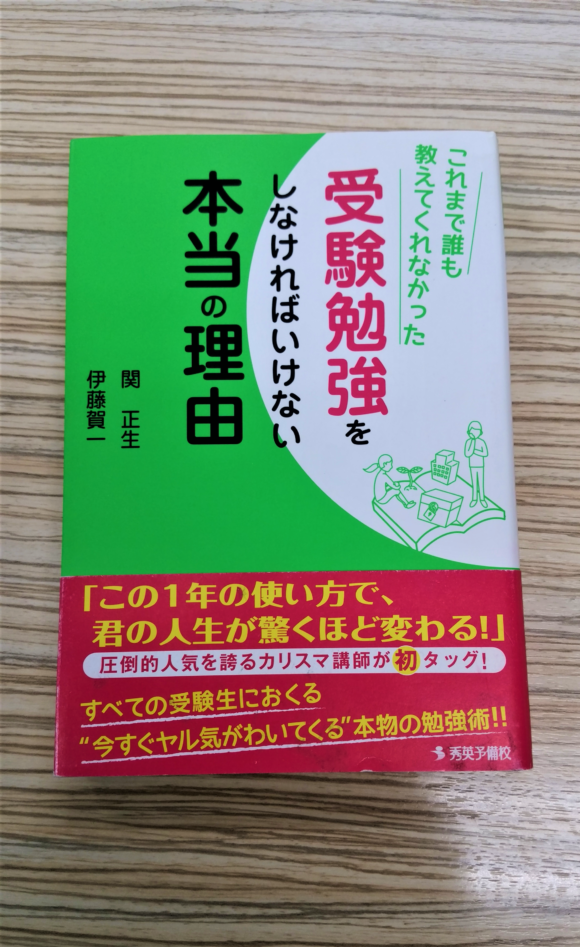 これまで誰も
教えてくれなかった
受験勉強を
しなければいけない
本当の理由
関 正生
伊藤賀一
「この1年の使い方で、
君の人生が驚くほど変わる!」
圧倒的人気を誇るカリスマ講師が初タッグ!
すべての受験生におくる
“今すぐヤル気がわいてくる”本物の勉強術!!
秀英予備校